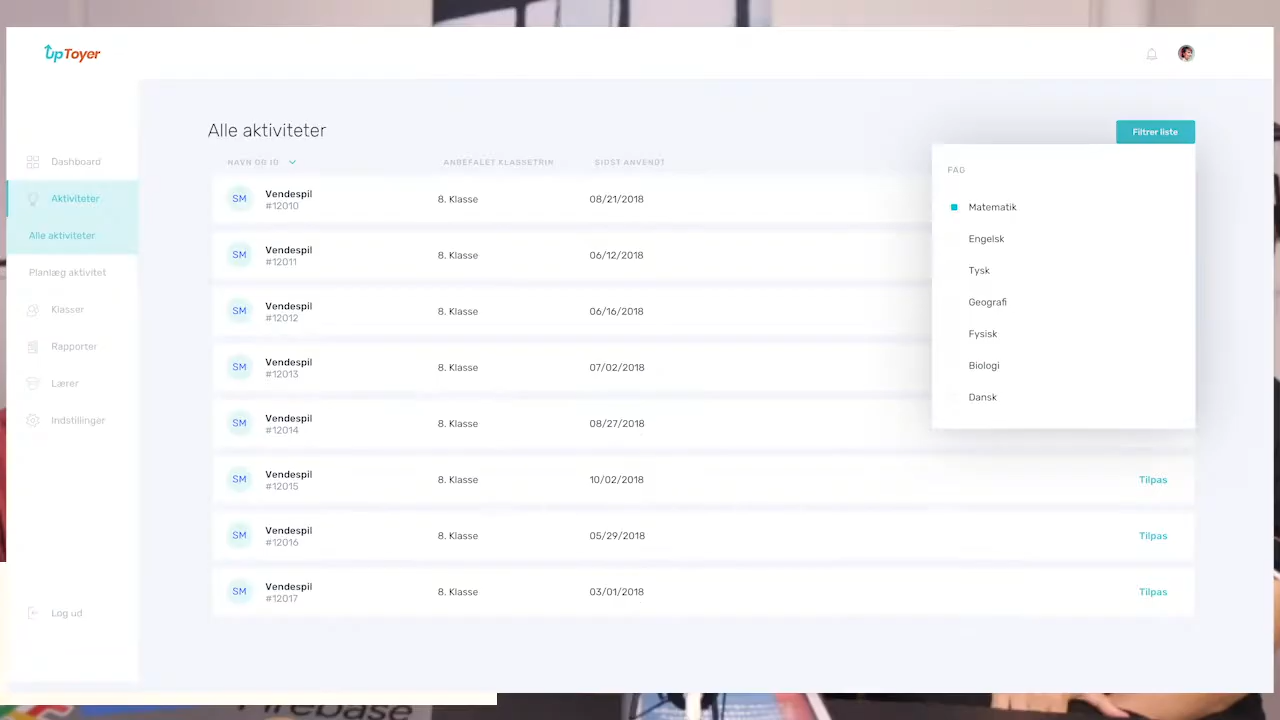 upToyer
Alle aktiviteter
Filtrer liste
NAVN OG ID
ANBEFALET KLASSETRIN
SIDST ANVENDT
FAG
Dashboard
Aktiviteter
Alle aktiviteter
Planlæg aktivitet
Klasser
Rapporter
Lærer
Indstillinger
Log ud
SM Vendespil 8. Klasse 08/21/2018
#12010
SM Vendespil 8. Klasse 06/12/2018
#12011
SM Vendespil 8. Klasse 06/16/2018
#12012
SM Vendespil 8. Klasse 07/02/2018
#12013
SM Vendespil 8. Klasse 08/27/2018
#12014
SM Vendespil 8. Klasse 10/02/2018 Tilpas
#12015
SM Vendespil 8. Klasse 05/29/2018 Tilpas
#12016
SM Vendespil 8. Klasse 03/01/2018 Tilpas
#12017
Matematik
Engelsk
Tysk
Geografi
Fysisk
Biologi
Dansk
Firebase